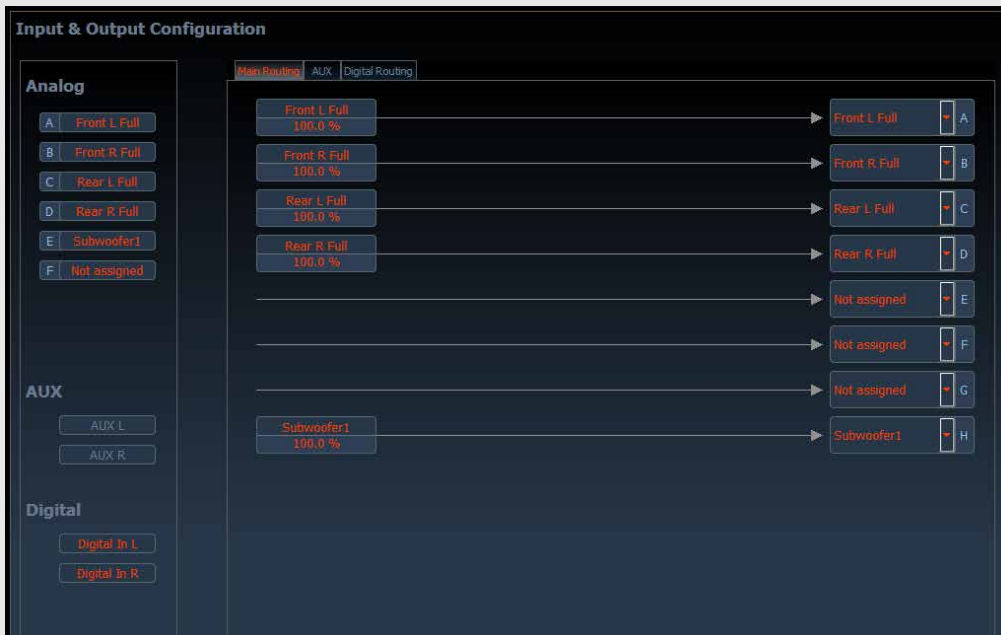 Input & Output Configuration
Main Routing AUX Digital Routing
Analog
A Front L Full
B Front R Full
C Rear L Full
D Rear R Full
E Subwoofer1
F Not assigned
AUX
AUX L
AUX R
Digital
Digital In L
Digital In R
Front L Full
100.0 %
Front L Full A
Front R Full
100.0 %
Front R Full B
Rear L Full
100.0 %
Rear L Full C
Rear R Full
100.0 %
Rear R Full D
Not assigned E
Not assigned F
Not assigned G
Subwoofer1
100.0 %
Subwoofer1 H